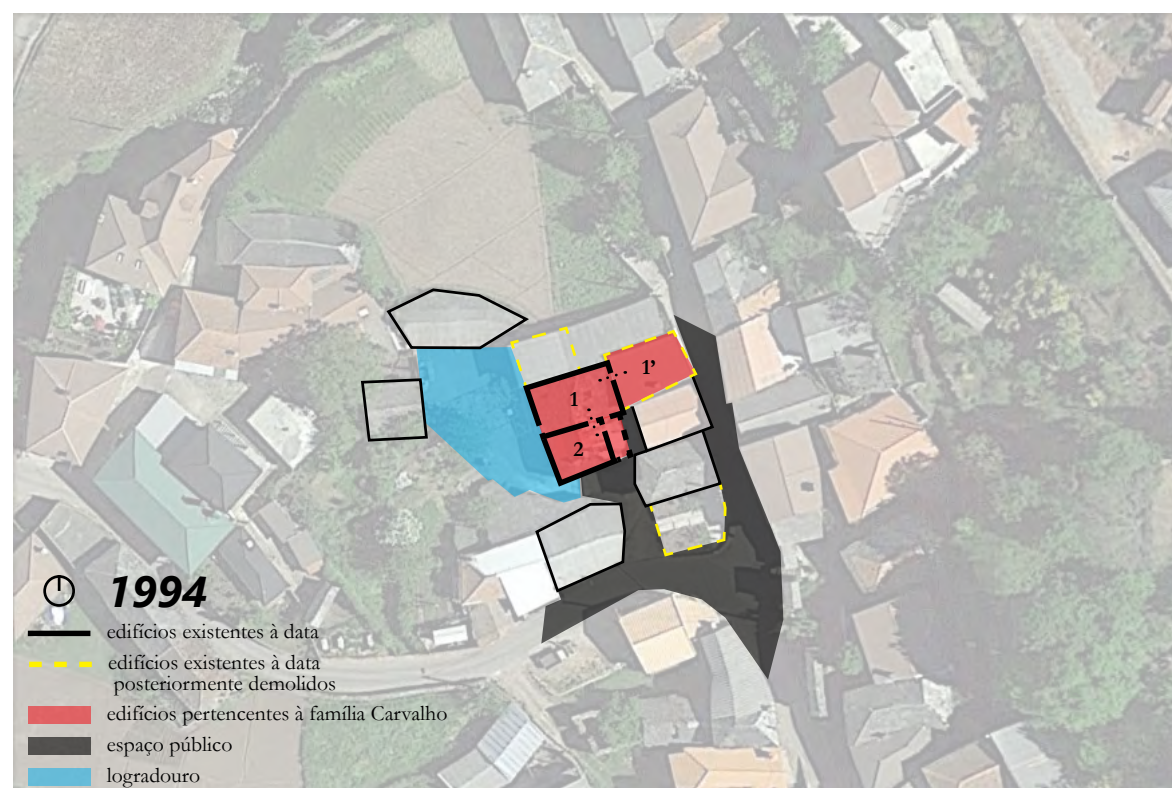 1’
1
2
1994
edifícios existentes à data
edifícios existentes à data
posteriormente demolidos
edifícios pertencentes à família Carvalho
espaço público
logradouro